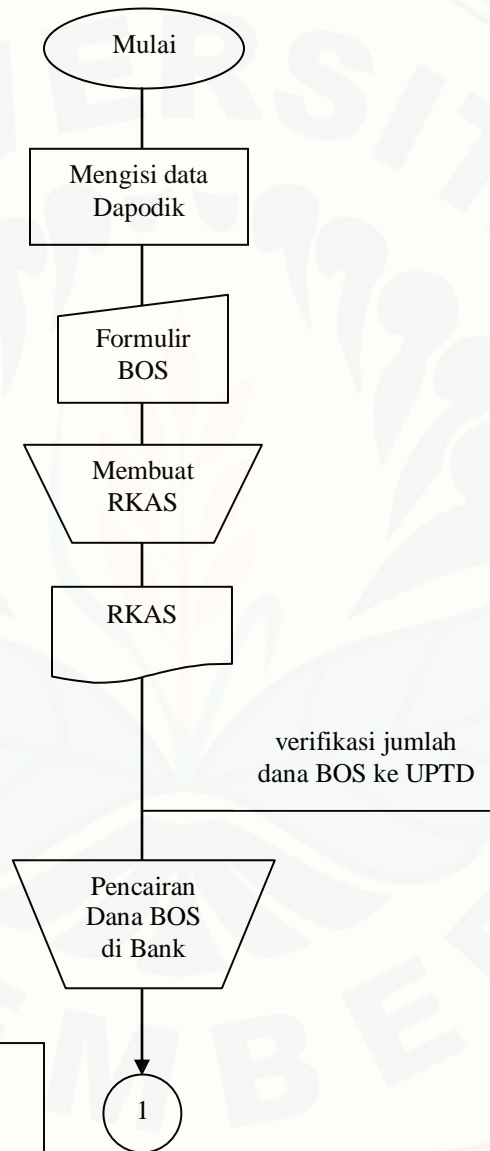 Mulai
Mengisi data
Dapodik
Formulir
BOS
Membuat
RKAS
RKAS
verifikasi jumlah
dana BOS ke UPTD
Pencairan
Dana BOS
di Bank
1